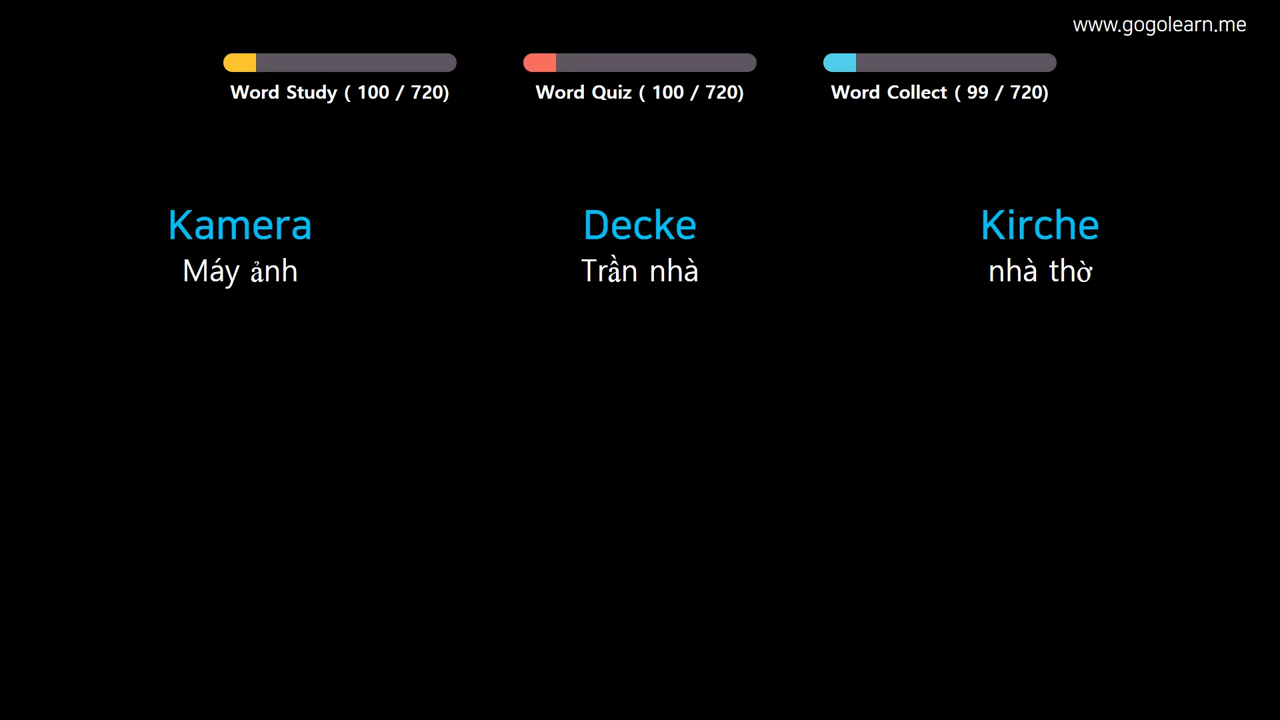 www.gogolearn.me
Word Study ( 100 / 720)
Word Quiz ( 100 / 720)
Word Collect ( 99 / 720)
Kamera
Máy ảnh
Decke
Trần nhà
Kirche
nhà thờ